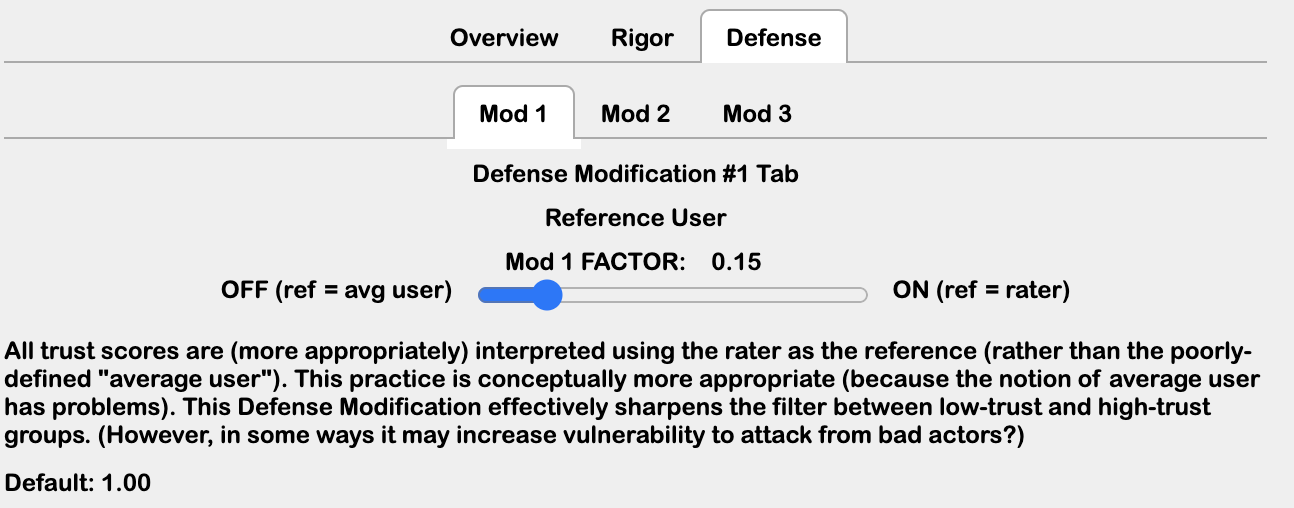 Overview Rigor Defense
Mod 1 Mod 2 Mod 3
Defense Modification #1 Tab
Reference User
Mod 1 FACTOR: 0.15
OFF (ref = avg user) ON (ref = rater)
All trust scores are (more appropriately) interpreted using the rater as the reference (rather than the poorly-
defined "average user"). This practice is conceptually more appropriate (because the notion of average user
has problems). This Defense Modification effectively sharpens the filter between low-trust and high-trust
groups. (However, in some ways it may increase vulnerability to attack from bad actors?)
Default: 1.00